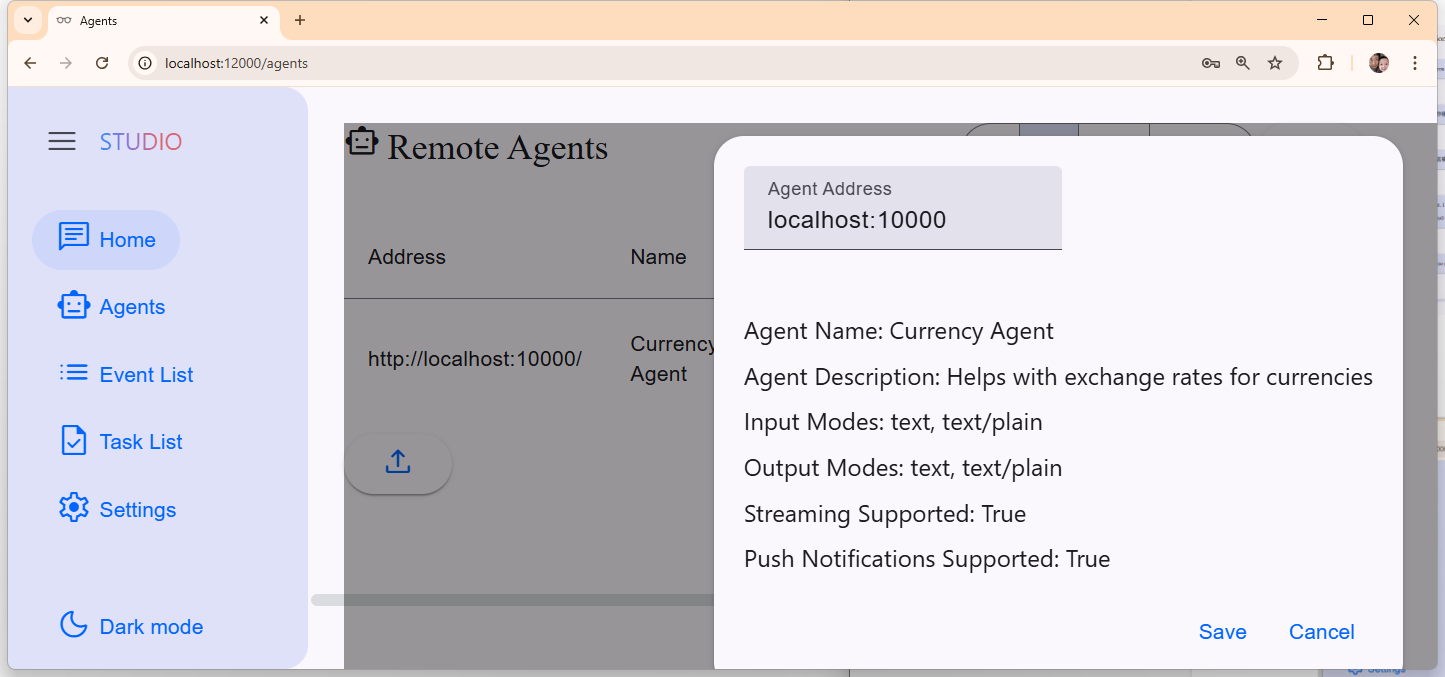 Agents
localhost:12000/agents
STUDIO
Home
Agents
Event List
Task List
Settings
Dark mode
Remote Agents
Address
Name
http://localhost:10000/
Currency
Agent
Agent Address
localhost:10000
Agent Name: Currency Agent
Agent Description: Helps with exchange rates for currencies
Input Modes: text, text/plain
Output Modes: text, text/plain
Streaming Supported: True
Push Notifications Supported: True
Save
Cancel
Settings